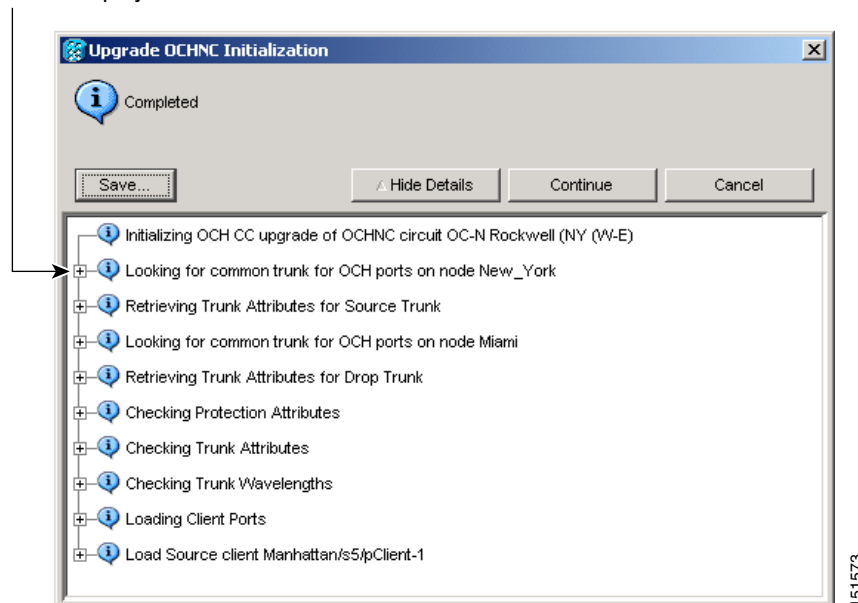 Upgrade OCHNC Initialization
Completed
Save...
Hide Details
Continue
Cancel
Initializing OCH CC upgrade of OCHNC circuit OC-N Rockwell (NY (W-E)
Looking for common trunk for OCH ports on node New_York
Retrieving Trunk Attributes for Source Trunk
Looking for common trunk for OCH ports on node Miami
Retrieving Trunk Attributes for Drop Trunk
Checking Protection Attributes
Checking Trunk Attributes
Checking Trunk Wavelengths
Loading Client Ports
Load Source client Manhattan/s5/pClient-1
151573